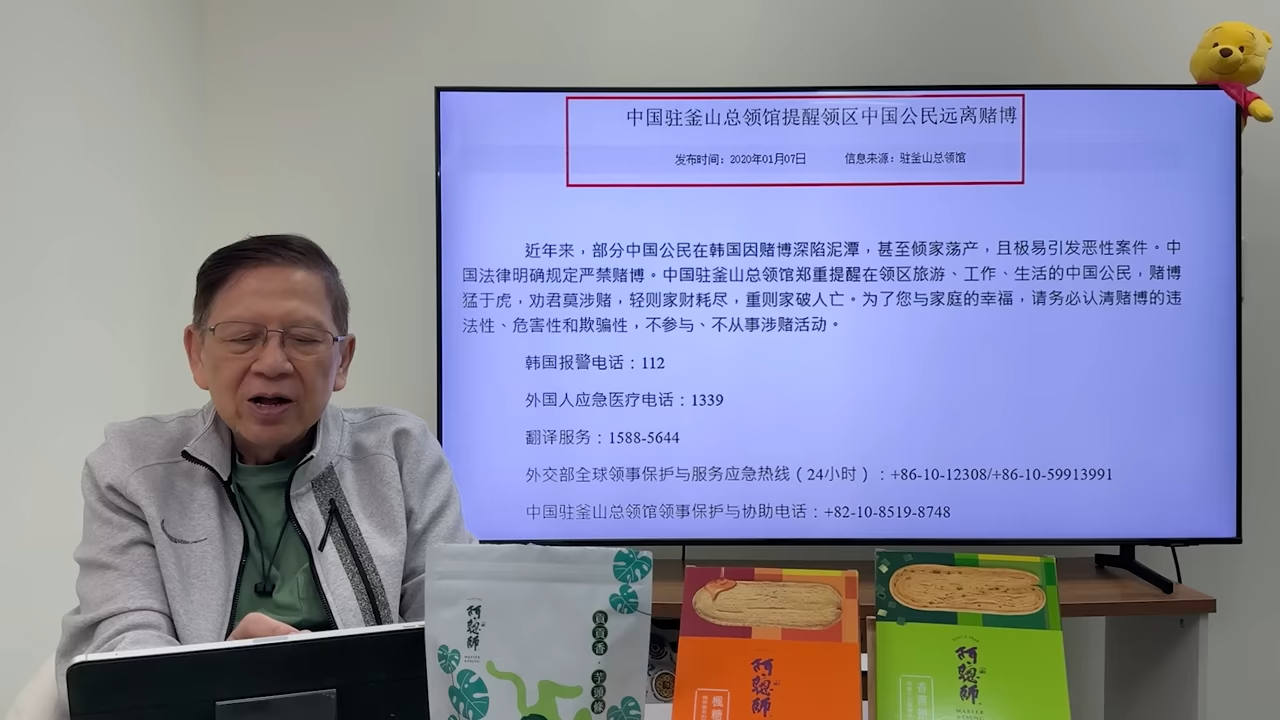 中国驻釜山总领馆提醒领区中国公民远离赌博
发布时间：2020年01月07日 信息来源：驻釜山总领馆
近年来，部分中国公民在韩国因赌博深陷泥潭，甚至倾家荡产，且极易引发恶性案件。中
国法律明确规定严禁赌博。中国驻釜山总领馆郑重提醒在领区旅游、工作、生活的中国公民，赌博
猛于虎，劝君莫涉赌，轻则家财耗尽，重则家破人亡。为了您与家庭的幸福，请务必认清赌博的违
法性、危害性和欺骗性，不参与、不从事涉赌活动。
韩国报警电话：112
外国人应急医疗电话：1339
翻译服务：1588-5644
外交部全球领事保护与服务应急热线（24小时）：+86-10-12308/+86-10-59913991
中国驻釜山总领馆领事保护与协助电话：+82-10-8519-8748
阿聰師
芋頭條
阿聰師
楓糖
阿聰師